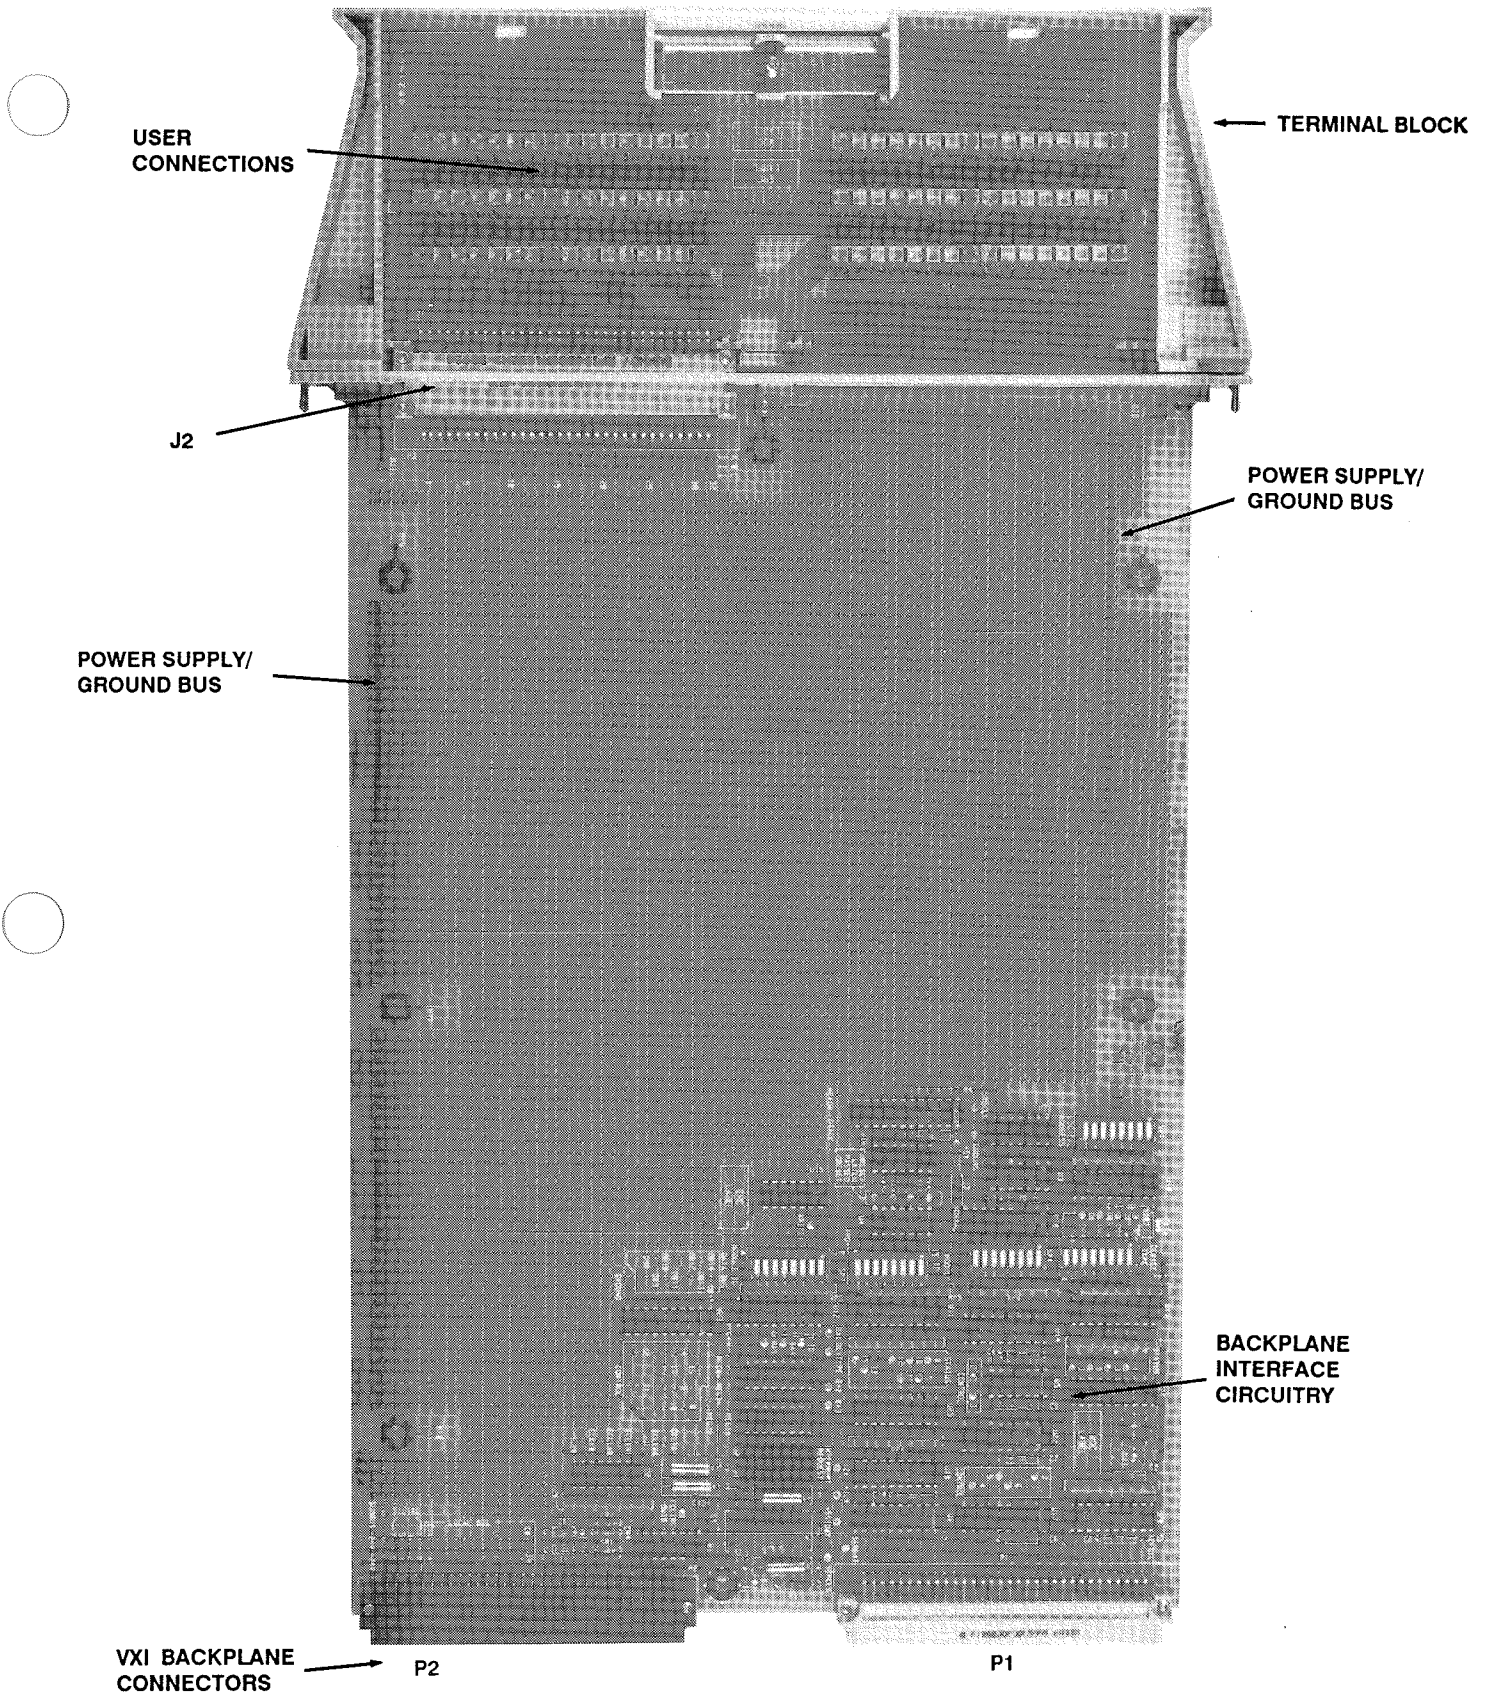 TERMINAL BLOCK
USER
CONNECTIONS
J2
POWER SUPPLY/
GROUND BUS
POWER SUPPLY/
GROUND BUS
BACKPLANE
INTERFACE
CIRCUITRY
VXI BACKPLANE
CONNECTORS
P2
P1